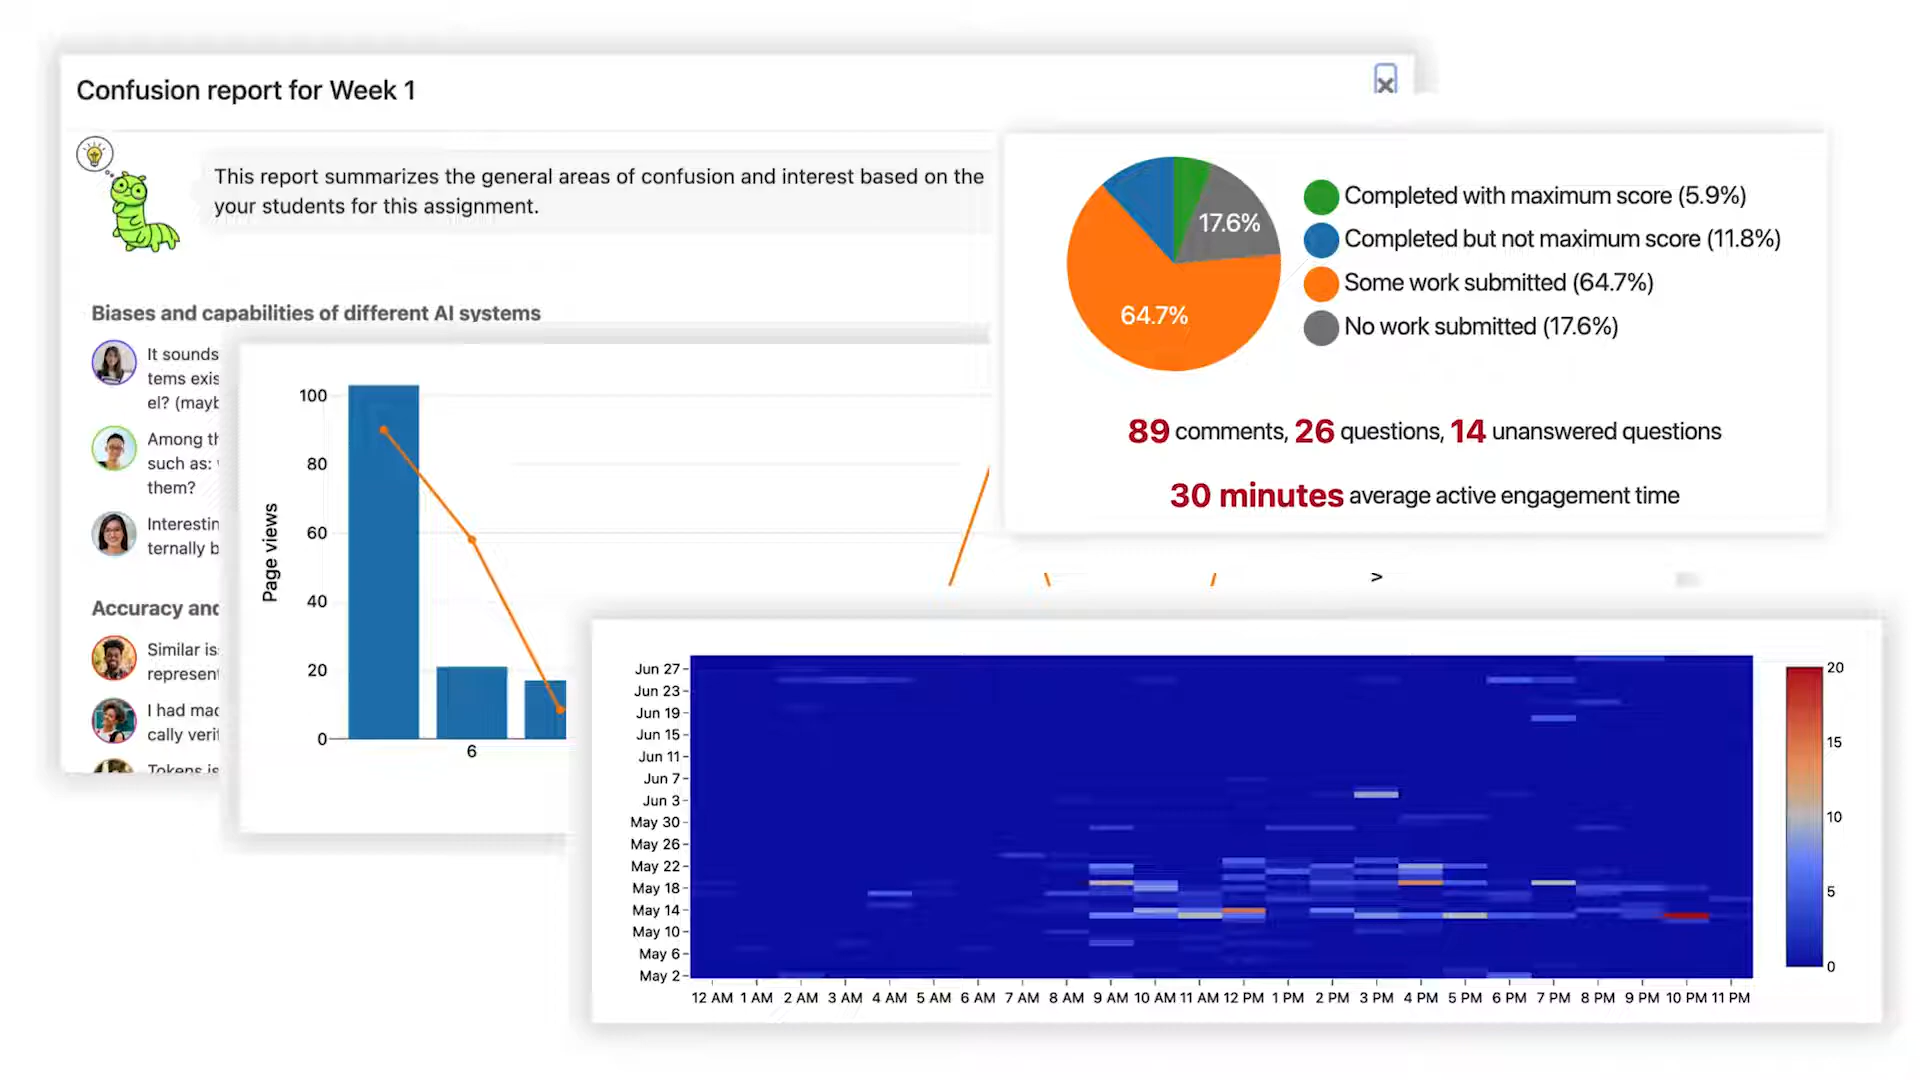 Confusion report for Week 1
This report summarizes the general areas of confusion and interest based on the
your students for this assignment.
Biases and capabilities of different AI systems
It sounds
tems exis
el? (mayb
Among th
such as:
them?
Interestin
ternally b
Accuracy and
Similar is
represent
I had mad
cally verif
Tokens is
Page views
100
80
60
40
20
0
6
17.6%
64.7%
Completed with maximum score (5.9%)
Completed but not maximum score (11.8%)
Some work submitted (64.7%)
No work submitted (17.6%)
89 comments, 26 questions, 14 unanswered questions
30 minutes average active engagement time
>
Jun 27
Jun 23
Jun 19
Jun 15
Jun 11
Jun 7
Jun 3
May 30
May 26
May 22
May 18
May 14
May 10
May 6
May 2
12 AM 1 AM 2 AM 3 AM 4 AM 5 AM 6 AM 7 AM 8 AM 9 AM 10 AM 11 AM 12 PM 1 PM 2 PM 3 PM 4 PM 5 PM 6 PM 7 PM 8 PM 9 PM 10 PM 11 PM
20
15
10
5
0